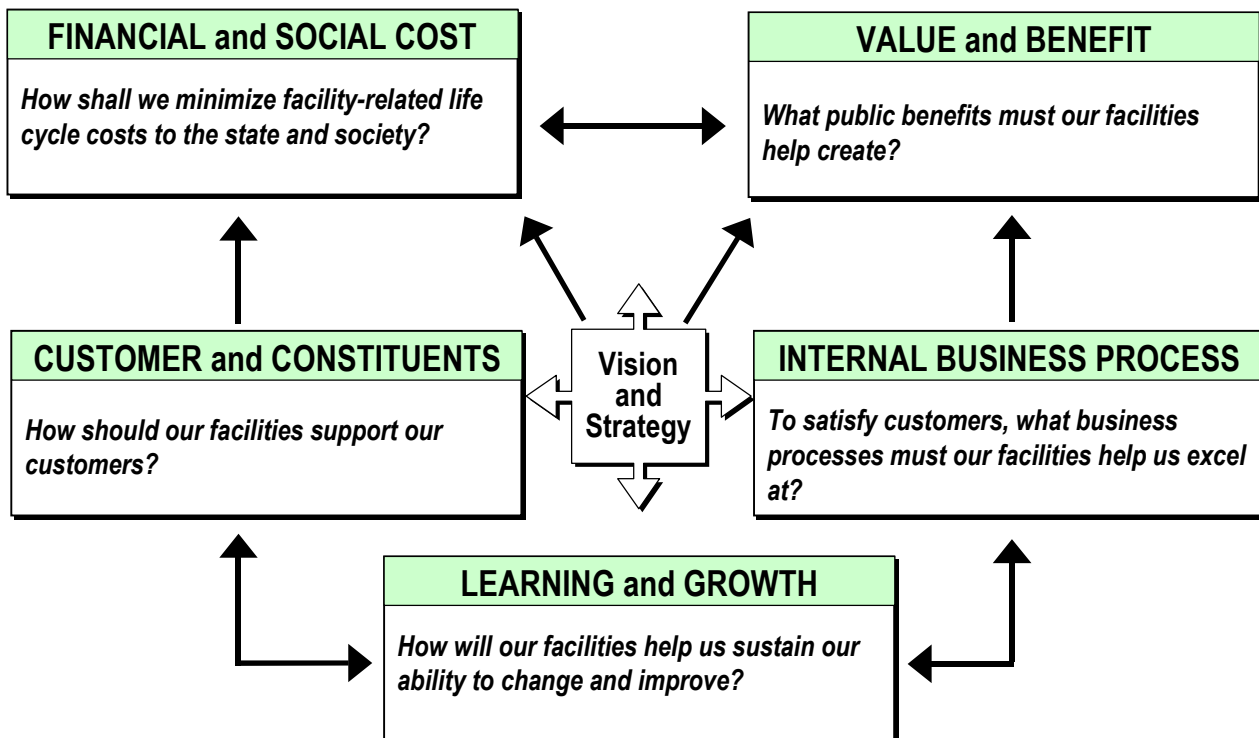 FINANCIAL and SOCIAL COST
How shall we minimize facility-related life
cycle costs to the state and society?
VALUE and BENEFIT
What public benefits must our facilities
help create?
CUSTOMER and CONSTITUENTS
How should our facilities support our
customers?
Vision
and
Strategy
INTERNAL BUSINESS PROCESS
To satisfy customers, what business
processes must our facilities help us excel
at?
LEARNING and GROWTH
How will our facilities help us sustain our
ability to change and improve?